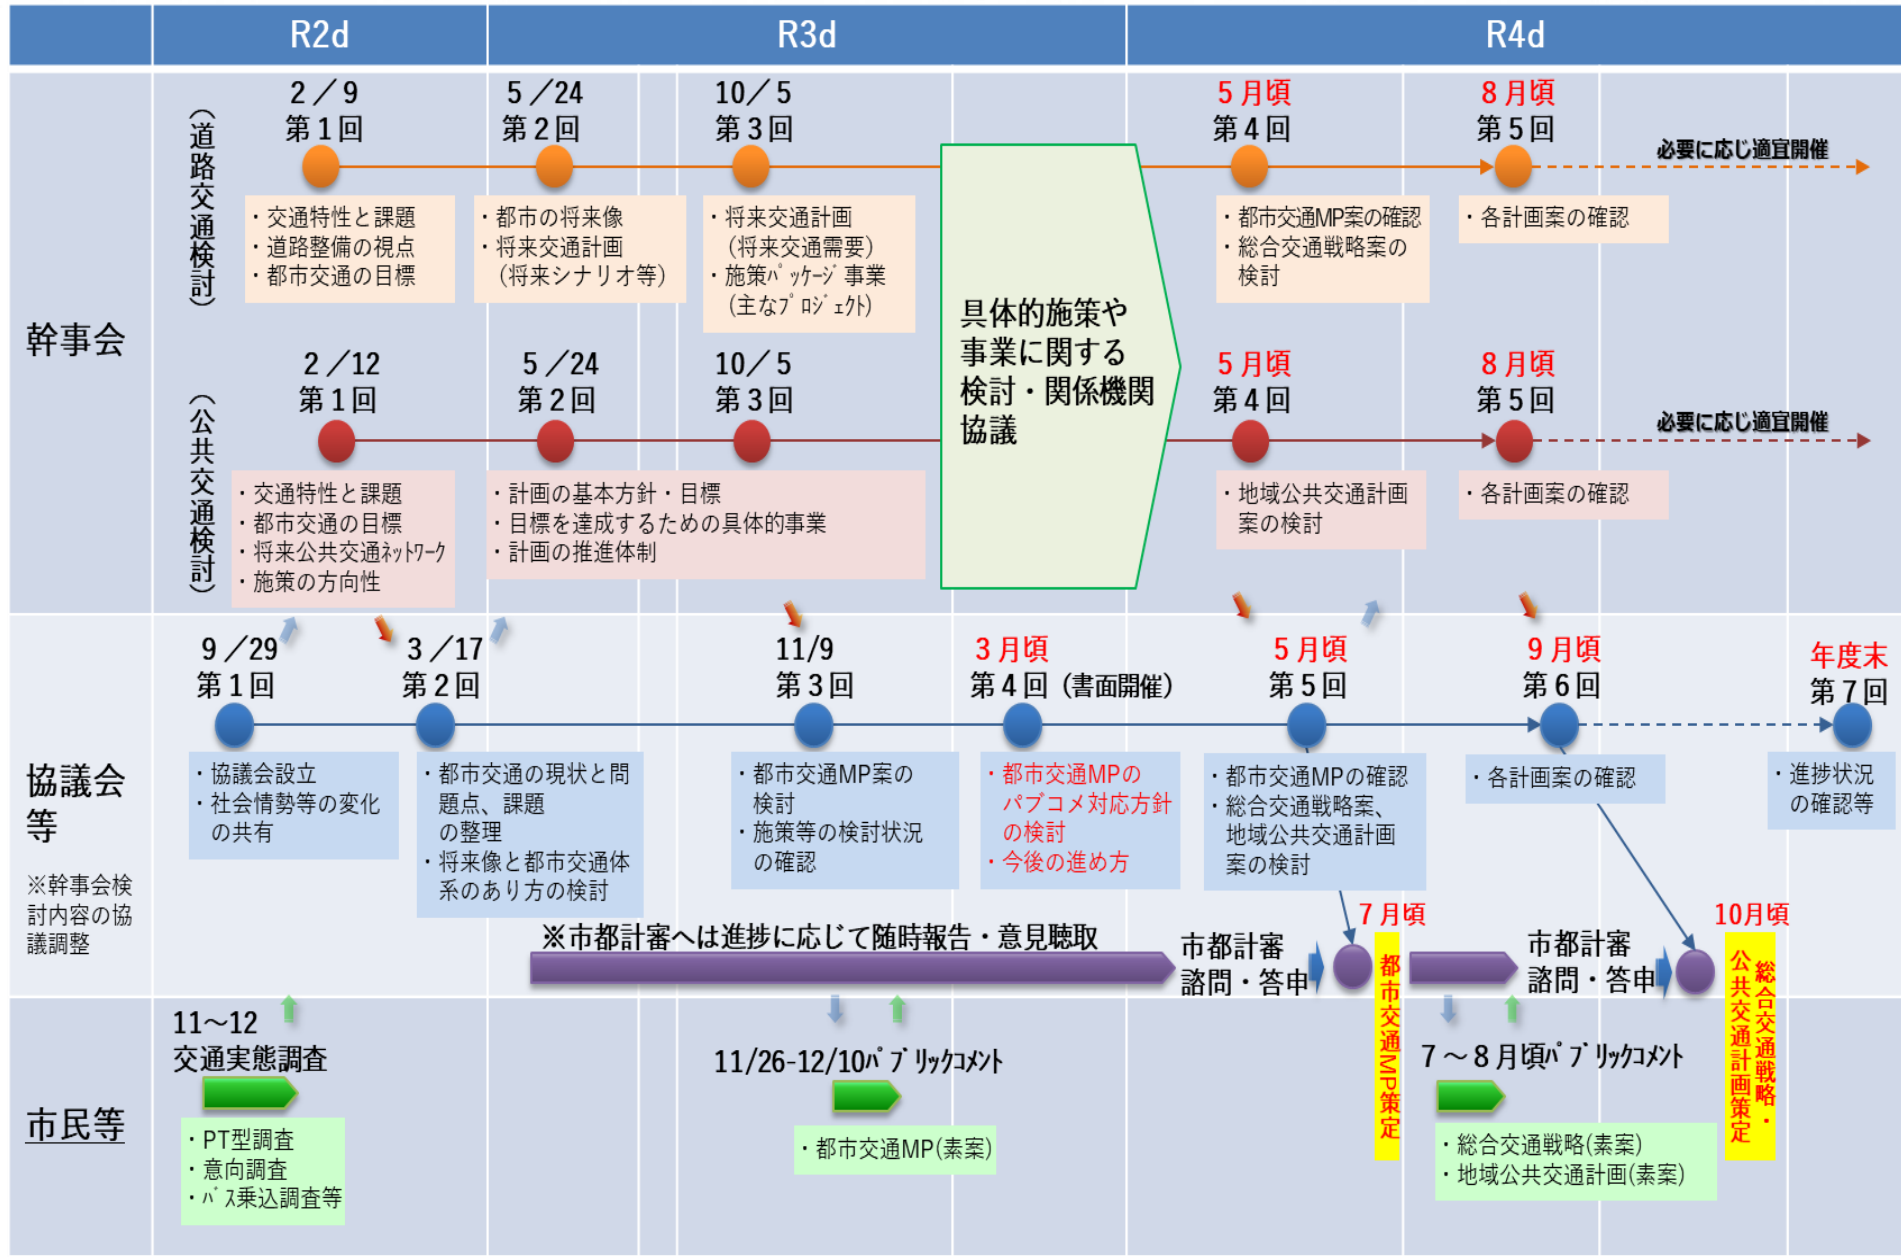 R2d
R3d
R4d
幹事会
（道路交通検討）
2／9
第1回
・交通特性と課題
・道路整備の視点
・都市交通の目標
5／24
第2回
・都市の将来像
・将来交通計画
（将来シナリオ等）
10／5
第3回
・将来交通計画
（将来交通需要）
・施策ﾊﾟｯｹｰｼﾞ事業
（主なﾌﾟﾛｼﾞｪｸﾄ）
具体的施策や
事業に関する
検討・関係機関
協議
5月頃
第4回
・都市交通MP案の確認
・総合交通戦略案の
検討
8月頃
第5回
・各計画案の確認
必要に応じ適宜開催
（公共交通検討）
2／12
第1回
・交通特性と課題
・都市交通の目標
・将来公共交通ﾈｯﾄﾜｰｸ
・施策の方向性
5／24
第2回
10／5
第3回
・計画の基本方針・目標
・目標を達成するための具体的事業
・計画の推進体制
5月頃
第4回
・地域公共交通計画
案の検討
8月頃
第5回
・各計画案の確認
必要に応じ適宜開催
協議会
等
※幹事会検
討内容の協
議調整
9／29
第1回
・協議会設立
・社会情勢等の変化
の共有
3／17
第2回
・都市交通の現状と問
題点、課題
の整理
・将来像と都市交通体
系のあり方の検討
11/9
第3回
・都市交通MP案の
検討
・施策等の検討状況
の確認
3月頃
第4回（書面開催）
・都市交通MPの
パブコメ対応方針
の検討
・今後の進め方
5月頃
第5回
・都市交通MPの確認
・総合交通戦略案、
地域公共交通計画
案の検討
9月頃
第6回
・各計画案の確認
年度末
第7回
・進捗状況
の確認等
※市都計審へは進捗に応じて随時報告・意見聴取
市都計審
諮問・答申
7月頃
都市交通MP策定
市都計審
諮問・答申
10月頃
総合交通戦略・
公共交通計画策定
市民等
11～12
交通実態調査
・PT型調査
・意向調査
・ﾊﾞｽ乗込調査等
11/26-12/10ﾊﾟﾌﾞﾘｯｸｺﾒﾝﾄ
・都市交通MP(素案)
7～8月頃ﾊﾟﾌﾞﾘｯｸｺﾒﾝﾄ
・総合交通戦略(素案)
・地域公共交通計画(素案)